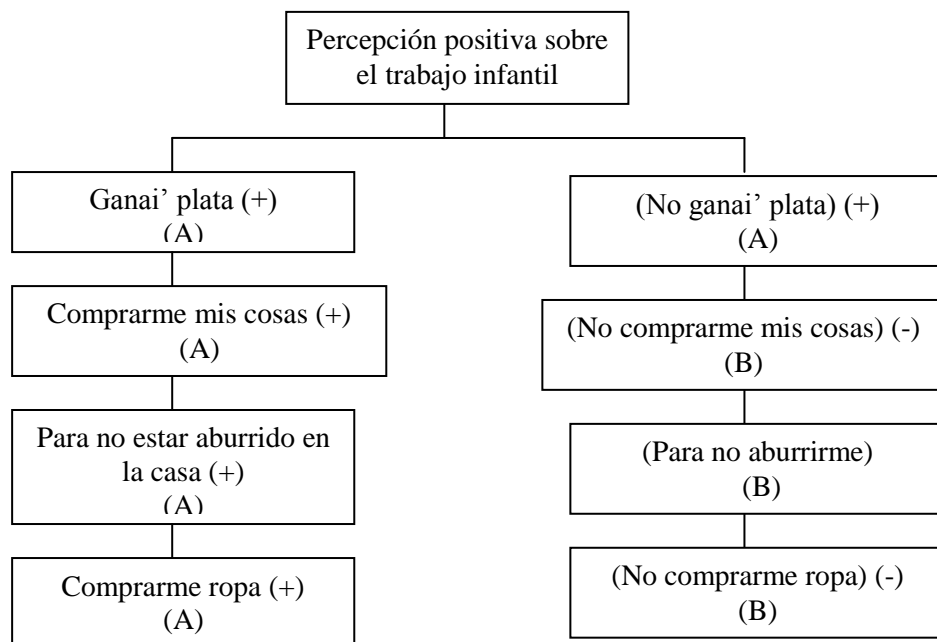 Percepción positiva sobre
el trabajo infantil
Ganai’ plata (+)
(A)
Comprarme mis cosas (+)
(A)
Para no estar aburrido en
la casa (+)
(A)
Comprarme ropa (+)
(A)
(No ganai’ plata) (+)
(A)
(No comprarme mis cosas) (-)
(B)
(Para no aburrirme)
(B)
(No comprarme ropa) (-)
(B)